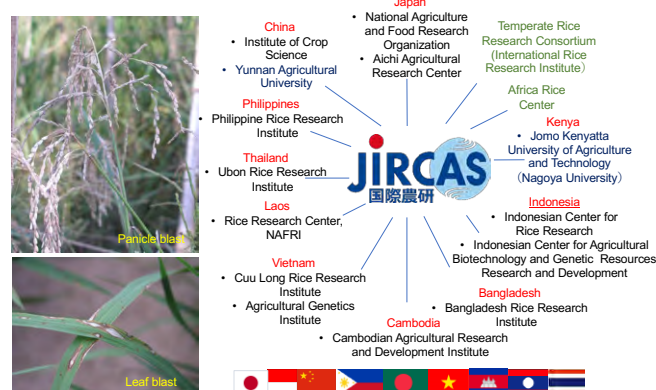 Panicle blast
Leaf blast
China
• Institute of Crop
Science
• Yunnan Agricultural
University
Philippines
• Philippine Rice Research
Institute
Thailand
• Ubon Rice Research
Institute
Laos
• Rice Research Center,
NAFRI
Vietnam
• Cuu Long Rice Research
Institute
• Agricultural Genetics
Institute
Japan
• National Agriculture
and Food Research
Organization
• Aichi Agricultural
Research Center
Temperate Rice
Research Consortium
(International Rice
Research Institute）
Africa Rice
Center
Kenya
• Jomo Kenyatta
University of Agriculture
and Technology
（Nagoya University）
JIRCAS
国際農研
Indonesia
• Indonesian Center for
Rice Research
• Indonesian Center for Agricultural
Biotechnology and Genetic Resources
Research and Development
Bangladesh
• Bangladesh Rice Research
Institute
Cambodia
• Cambodian Agricultural Research
and Development Institute